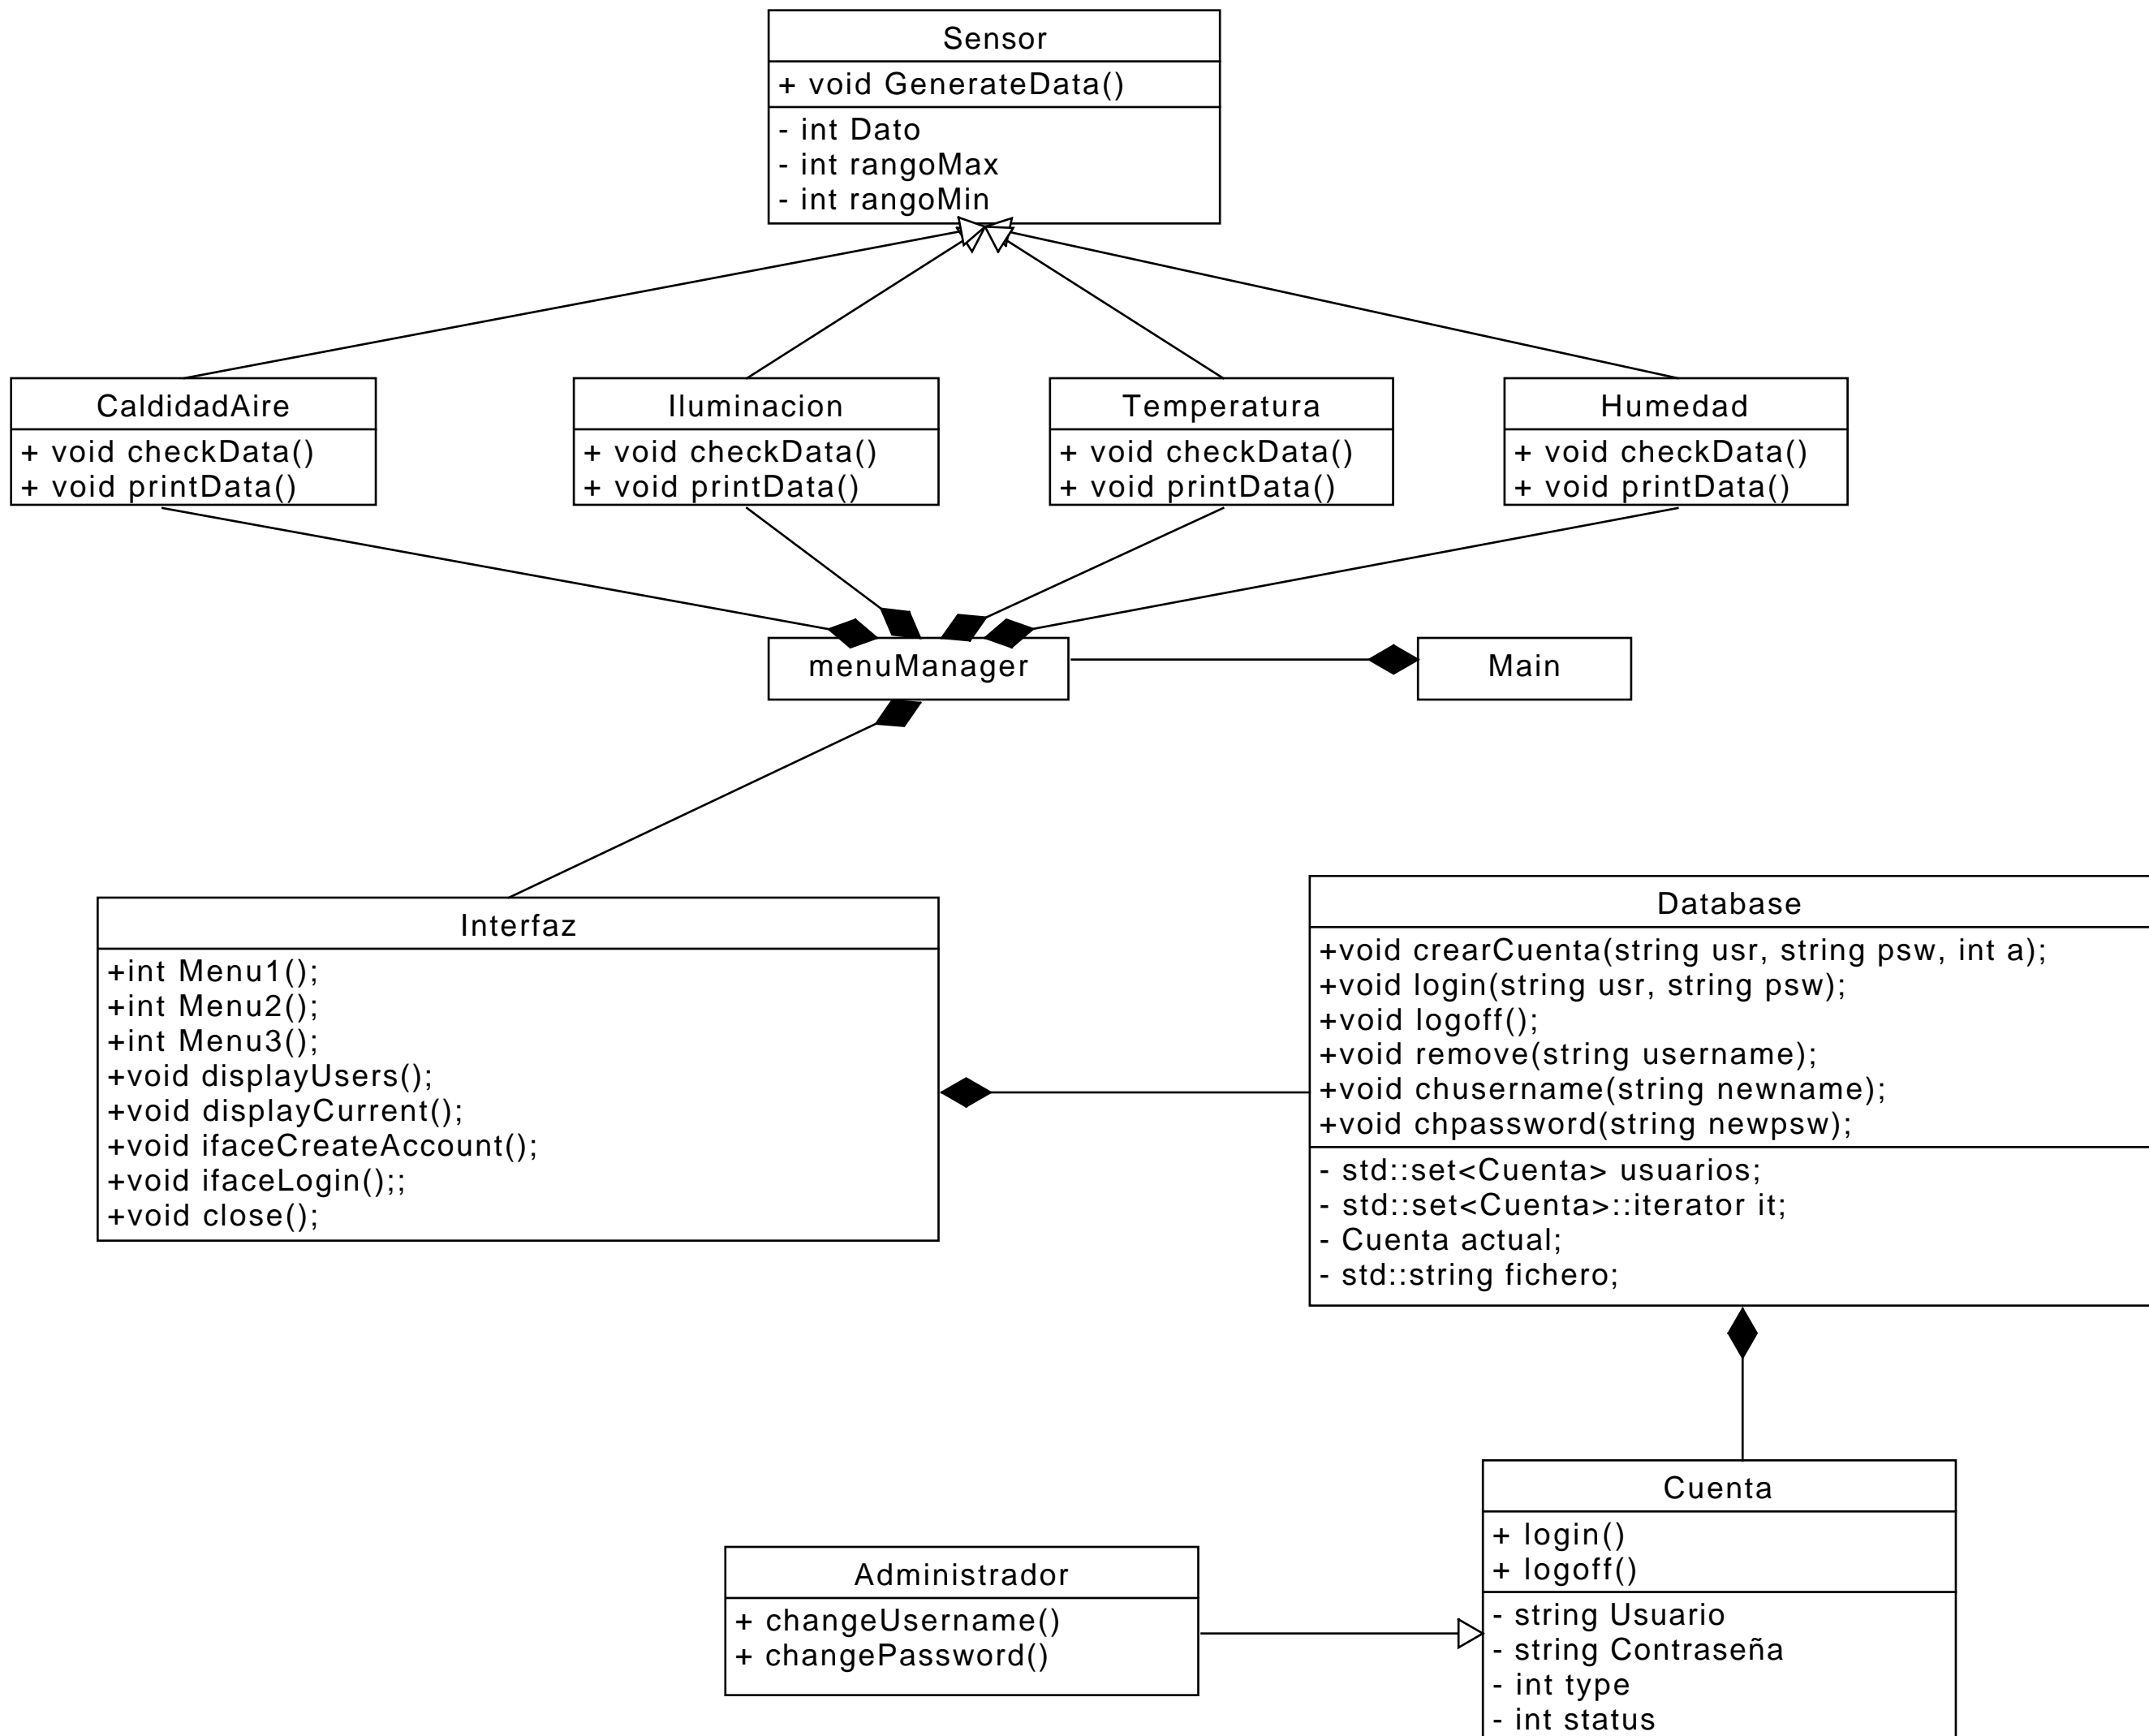 Sensor
+ void GenerateData()
- int Dato
- int rangoMax
- int rangoMin
CaldidadAire
+ void checkData()
+ void printData()
Iluminacion
+ void checkData()
+ void printData()
Temperatura
+ void checkData()
+ void printData()
Humedad
+ void checkData()
+ void printData()
menuManager
Main
Interfaz
+int Menu1();
+int Menu2();
+int Menu3();
+void displayUsers();
+void displayCurrent();
+void ifaceCreateAccount();
+void ifaceLogin();;
+void close();
Database
+void crearCuenta(string usr, string psw, int a);
+void login(string usr, string psw);
+void logoff();
+void remove(string username);
+void chusername(string newname);
+void chpassword(string newpsw);
- std::set<Cuenta> usuarios;
- std::set<Cuenta>::iterator it;
- Cuenta actual;
- std::string fichero;
Administrador
+ changeUsername()
+ changePassword()
Cuenta
+ login()
+ logoff()
- string Usuario
- string Contraseña
- int type
- int status